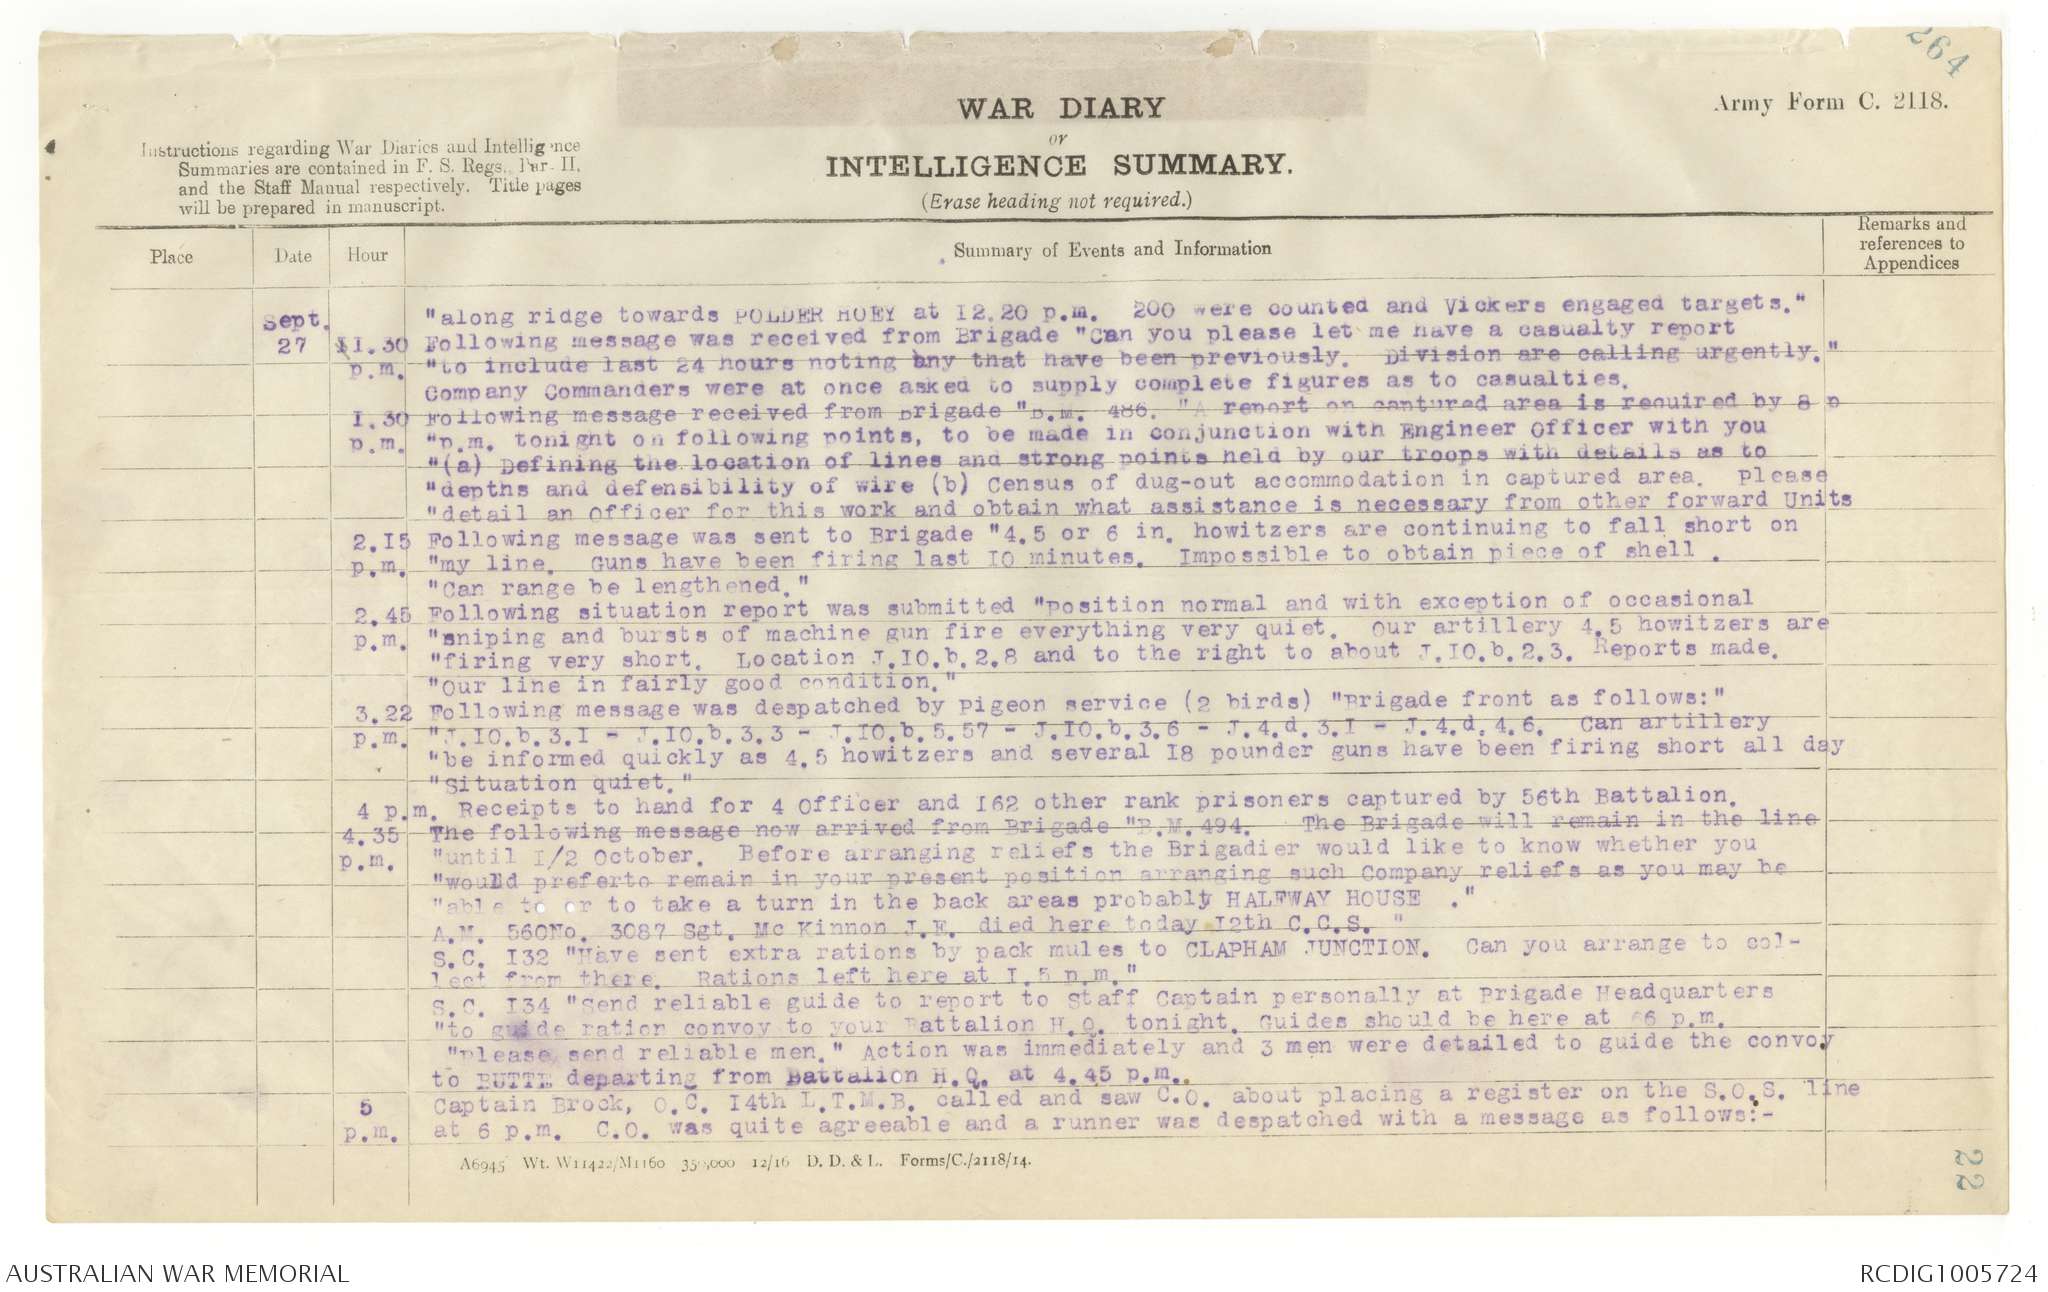 264
WAR DIARY
or
INTELLIGENCE SUMMARY.
(Erase heading not required.)
Army Form C. 2118.
Instructions regarding War Diaries and Intelligence
Summaries are contained in F. S. Regs., Part II.
and the Staff Manual respectively. Title pages
will be prepared in manuscript.
Place Date Hour Summary of Events and Information Remarks and references to Appendices
"along ridge towards POLDER HOEY at 12.20 p.m. 200 were counted and Vickers engaged targets."
Sept.
27 11.30 Following message was received from Brigade "Can you please let me have a casualty report
p.m. "to include last 24 hours noting any that have been previously. Division are calling urgently."
Company Commanders were at once asked to supply complete figures as to casualties.
1.30 Following message received from Brigade "B.M. 486. "A report on captured area is required by 8 p
p.m. "p.m. tonight on following points, to be made in conjunction with Engineer Officer with you
"(a) Defining the location of lines and strong points held by our troops with details as to
"depths and defensibility of wire (b) Census of dug-out accommodation in captured area. Please
"detail an Officer for this work and obtain what assistance is necessary from other forward Units
2.15 Following message was sent to Brigade "4.5 or 6 in. howitzers are continuing to fall short on
p.m. "my line. Guns have been firing last 10 minutes. Impossible to obtain piece of shell .
"Can range be lengthened."
2.45 Following situation report was submitted "Position normal and with exception of occasional
p.m. "sniping and bursts of machine gun fire everything very quiet. Our artillery 4.5 howitzers are
"firing very short. Location J.10.b.2.8 and to the right to about J.10.b.2.3. Reports made.
"Our line in fairly good condition."
3.22 Following message was despatched by Pigeon service (2 birds) "Brigade front as follows:"
p.m. "J.10.b.3.1 - J.10.b.3.3 - J.10.b.5.57 - J.10.b.3.6 - J.4.d.3.1 - J.4.d.4.6. Can artillery
"be informed quickly as 4.5 howitzers and several 18 pounder guns have been firing short all day
"Situation quiet."
4 p.m. Receipts to hand for 4 Officer and 162 other rank prisoners captured by 56th Battalion.
4.35 The following message now arrived from Brigade "B.M.494. The Brigade will remain in the line
p.m. "until 1/2 October. Before arranging reliefs the Brigadier would like to know whether you
"would preferto remain in your present position arranging such Company reliefs as you may be
"able to or to take a turn in the back areas probably HALFWAY HOUSE ."
A.M. 560No. 3087 Sgt. Mc Kinnon J.E. died here today 12th C.C.S. "
S.C. 132 "Have sent extra rations by pack mules to CLAPHAM JUNCTION. Can you arrange to col-
lect from there. Rations left here at 1.5 p.m."
S.C. 134 "Send reliable guide to report to Staff Captain personally at Brigade Headquarters
"to guide ration convoy to your Battalion H.Q. tonight. Guides should be here at 6 p.m.
"Please send reliable men." Action was immediately and 3 men were detailed to guide the convoy
to BUTTE departing from Battalion H.Q. at 4.45 p.m..
5 Captain Brock, O.C. 14th L.T.M.B. called and saw C.O. about placing a register on the S.O.S. line
p.m. at 6 p.m. C.O. was quite agreeable and a runner was despatched with a message as follows:-
A6945 Wt. W11422/M1160 350,000 12/16 D. D. & L. Forms/C./2118/14.
22
AUSTRALIAN WAR MEMORIAL
RCDIG1005724